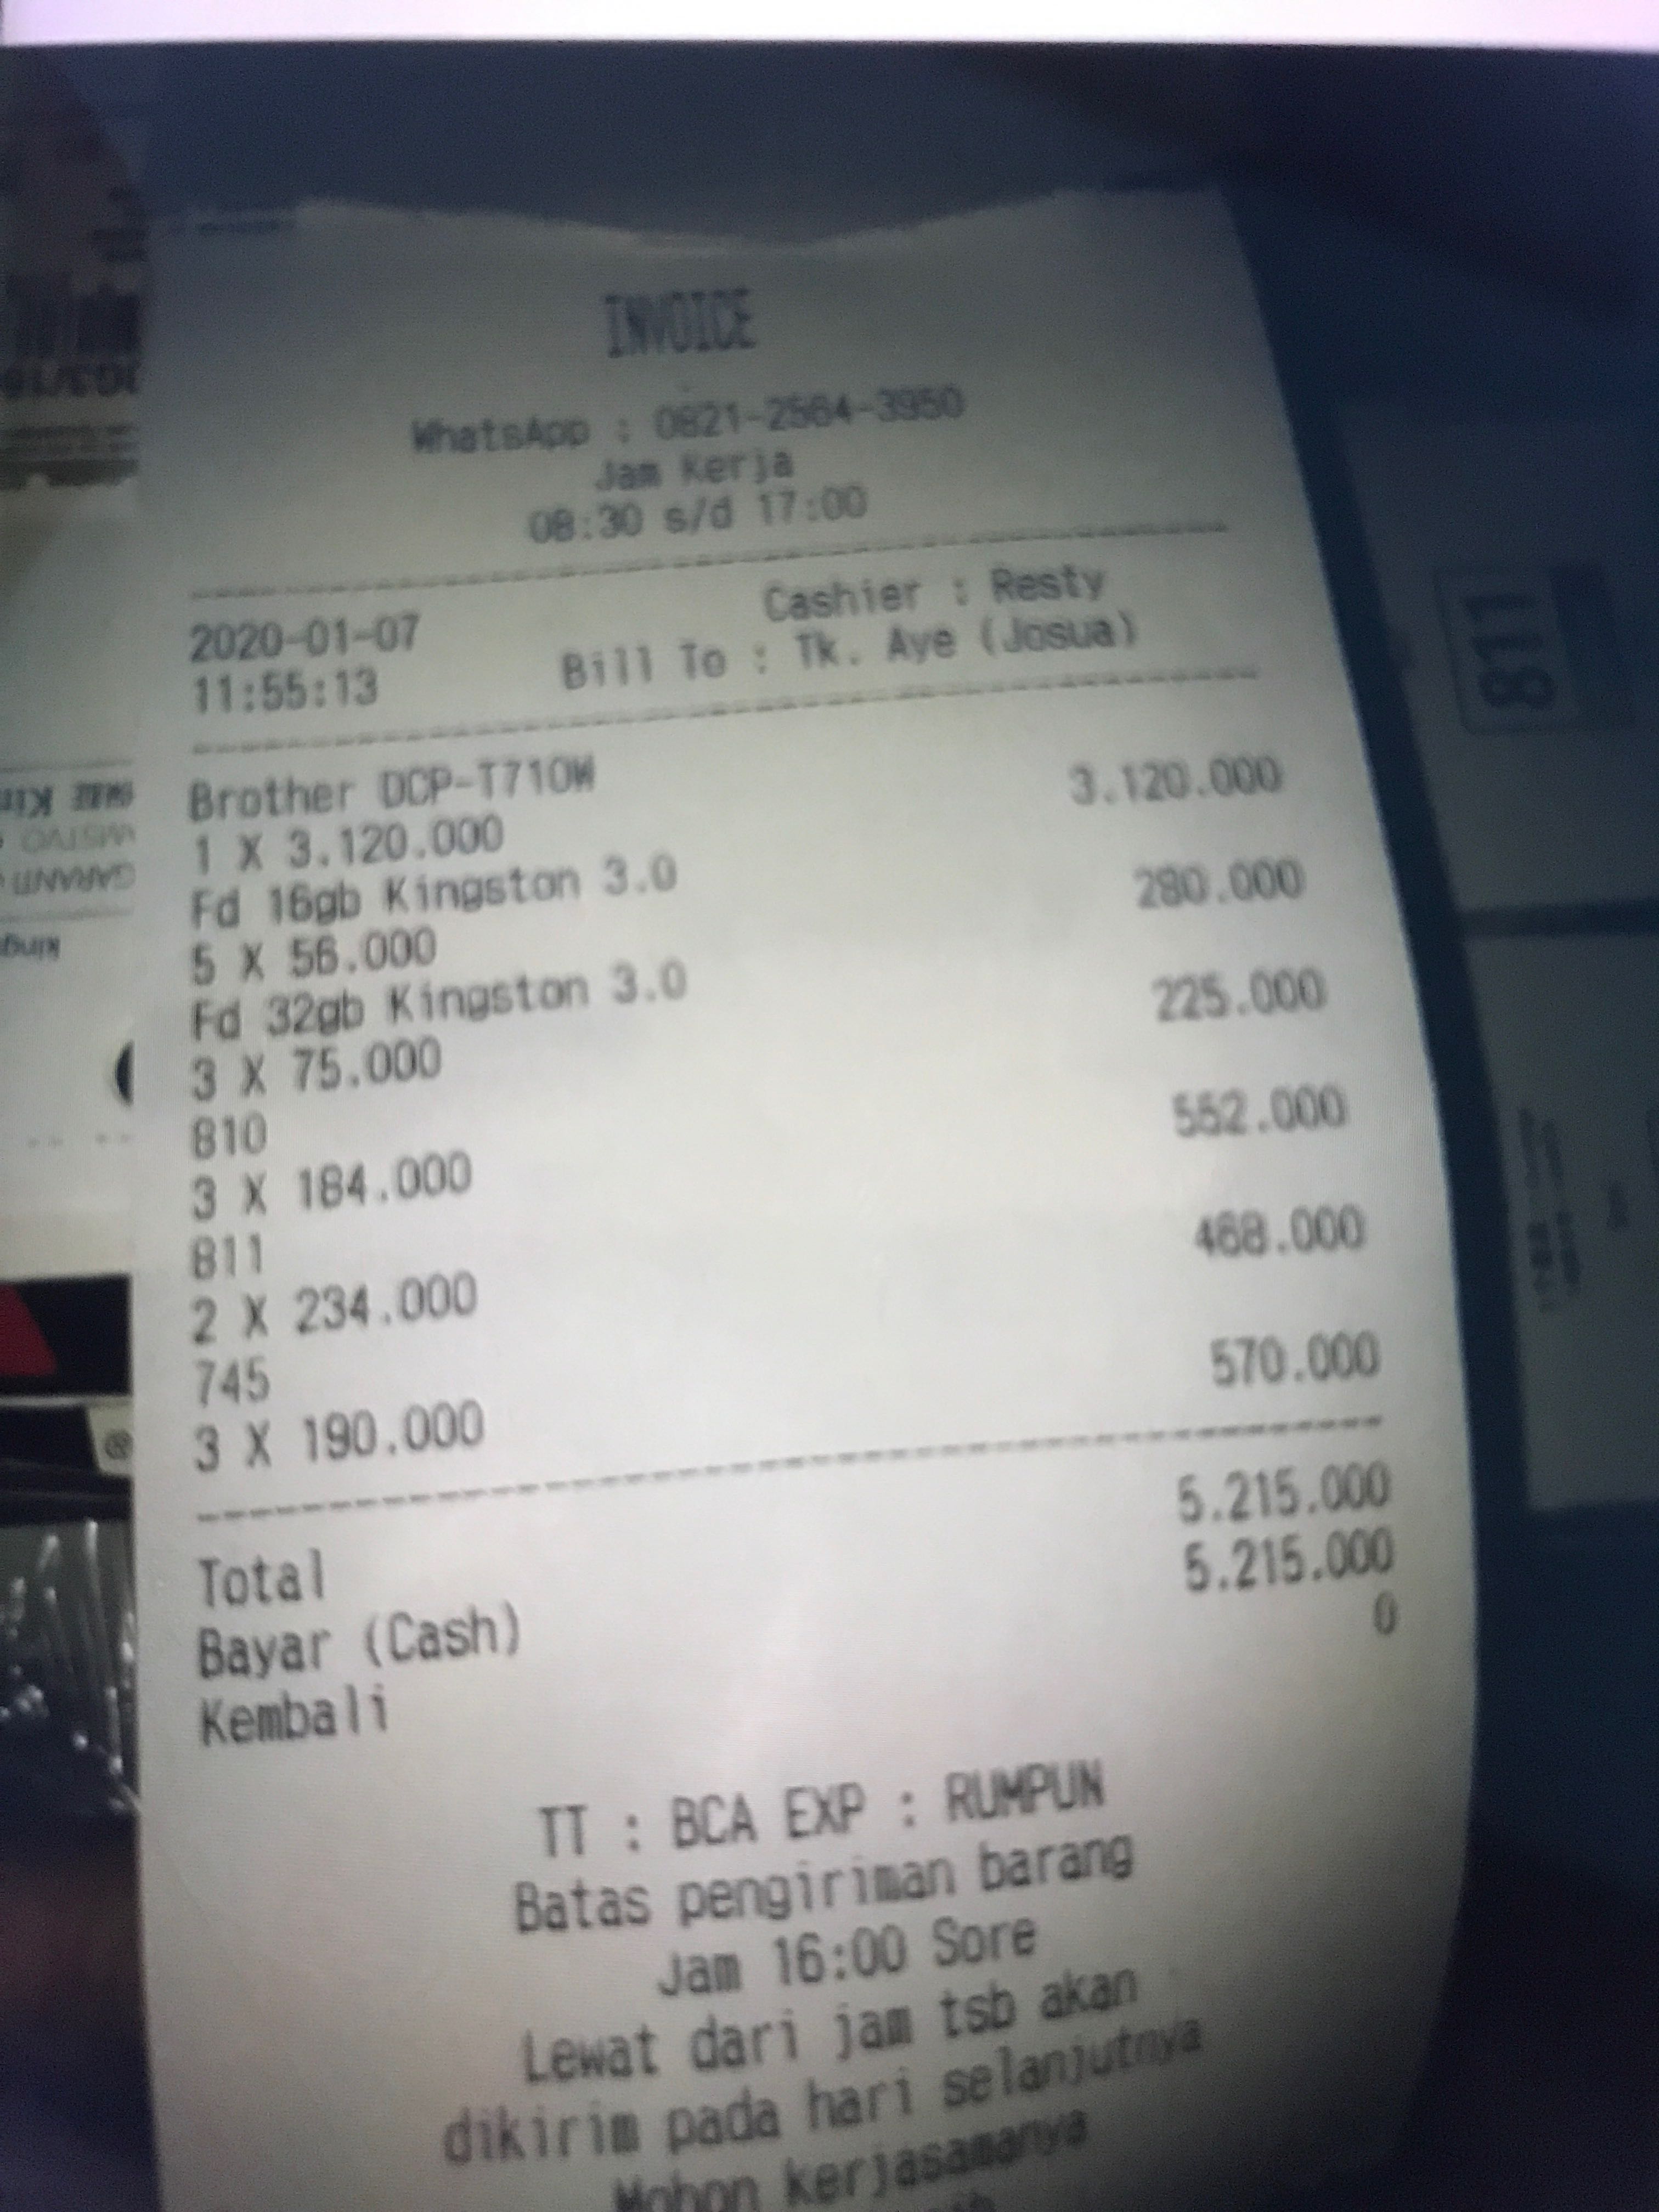 INVOICE
WhatsApp : 0821-2564-3950
Jam Kerja
08:30 s/d 17:00
2020-01-07 Cashier : Resty
11:55:13 Bill To : Tk. Aye (Josua)
Brother DCP-T710W 3.120.000
1 X 3.120.000
Fd 16gb Kingston 3.0 280.000
5 X 56.000
Fd 32gb Kingston 3.0 225.000
3 X 75.000
810 552.000
3 X 184.000
811 468.000
2 X 234.000
745 570.000
3 X 190.000
Total 5.215.000
Bayar (Cash) 5.215.000
Kembali 0
TT : BCA EXP : RUMPUN
Batas pengiriman barang
Jam 16:00 Sore
Lewat dari jam tsb akan
dikirim pada hari selanjutnya
Mohon kerjasamanya
811